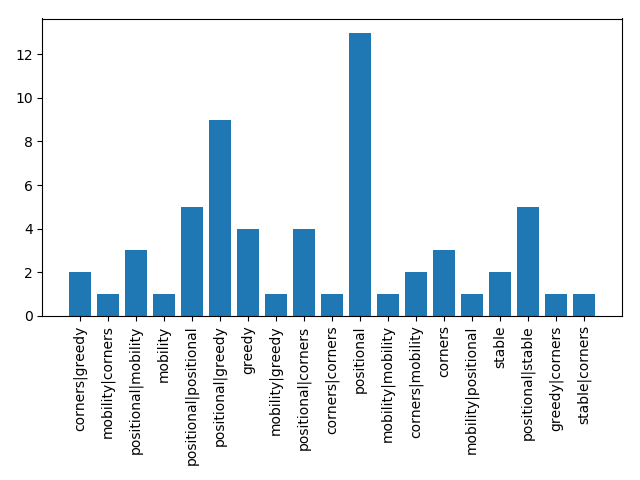 12
10
8
6
4
2
0
corners|greedy
mobility|corners
positional|mobility
mobility
positional|positional
positional|greedy
greedy
mobility|greedy
positional|corners
corners|corners
positional
mobility|mobility
corners|mobility
corners
mobility|positional
stable
positional|stable
greedy|corners
stable|corners